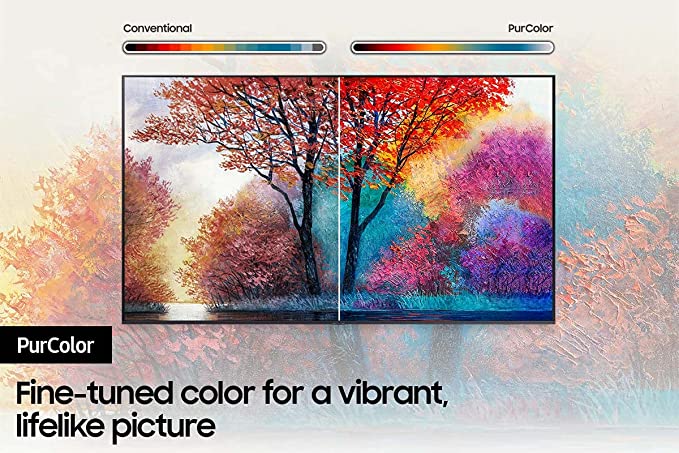 Conventional
PurColor
PurColor
Fine-tuned color for a vibrant,
lifelike picture